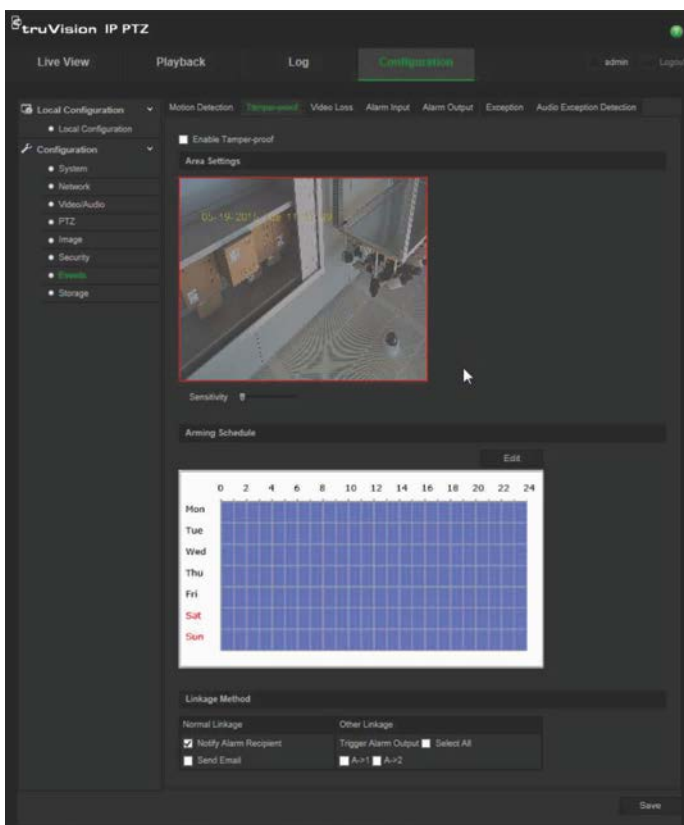 truVision IP PTZ
Live View Playback Log Configuration admin Logout
Local Configuration
Local Configuration
Configuration
System
Network
Video/Audio
PTZ
Image
Security
Events
Storage
Motion Detection Tamper-proof Video Loss Alarm Input Alarm Output Exception Audio Exception Detection
Enable Tamper-proof
Area Settings
Sensitivity
Arming Schedule
Edit
0 2 4 6 8 10 12 14 16 18 20 22 24
Mon
Tue
Wed
Thu
Fri
Sat
Sun
Linkage Method
Normal Linkage Other Linkage
Notify Alarm Recipient Trigger Alarm Output Select All
Send Email A->1 A->2
Save